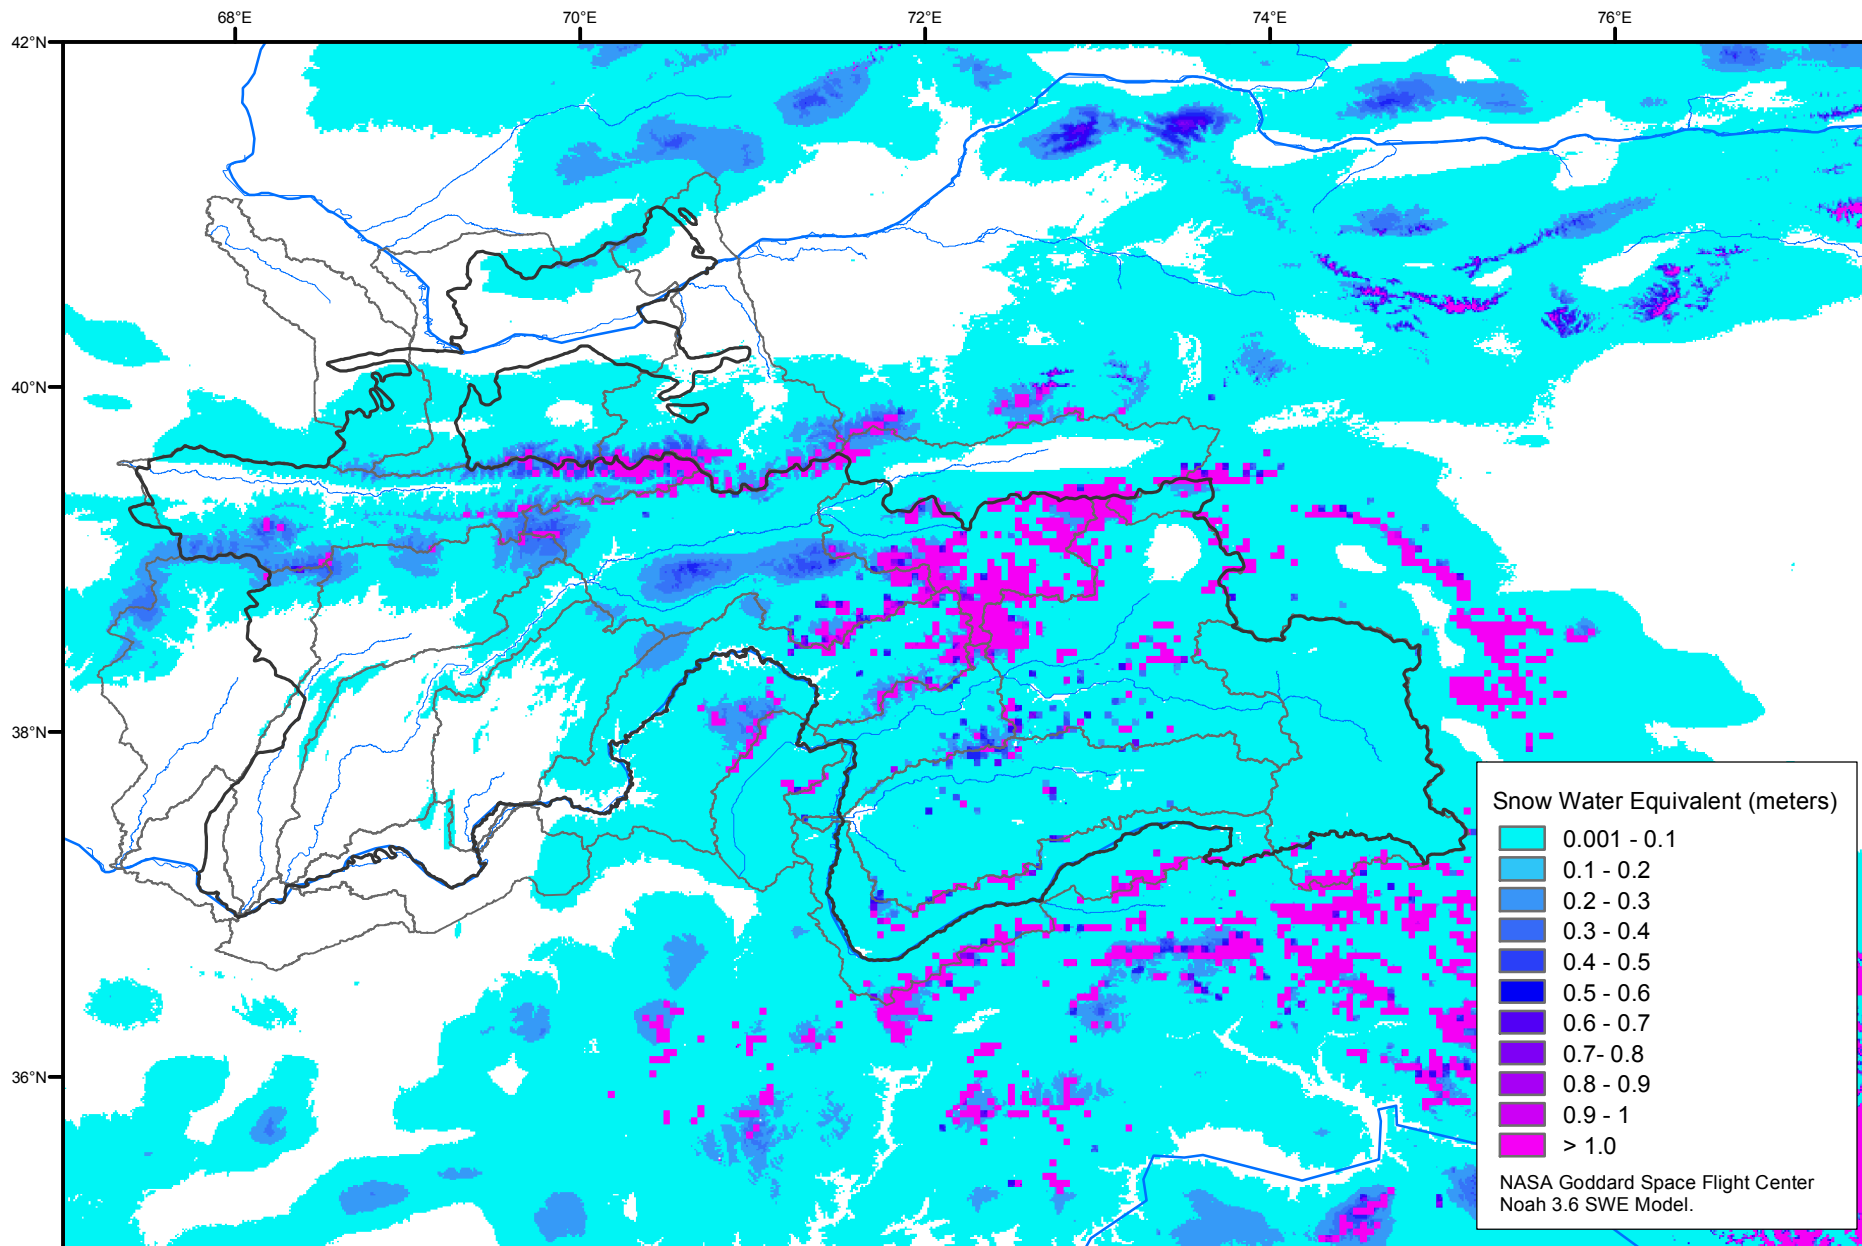 68°E 70°E 72°E 74°E 76°E
42°N
40°N
38°N
36°N
Snow Water Equivalent (meters)
0.001 - 0.1
0.1 - 0.2
0.2 - 0.3
0.3 - 0.4
0.4 - 0.5
0.5 - 0.6
0.6 - 0.7
0.7- 0.8
0.8 - 0.9
0.9 - 1
> 1.0
NASA Goddard Space Flight Center
Noah 3.6 SWE Model.